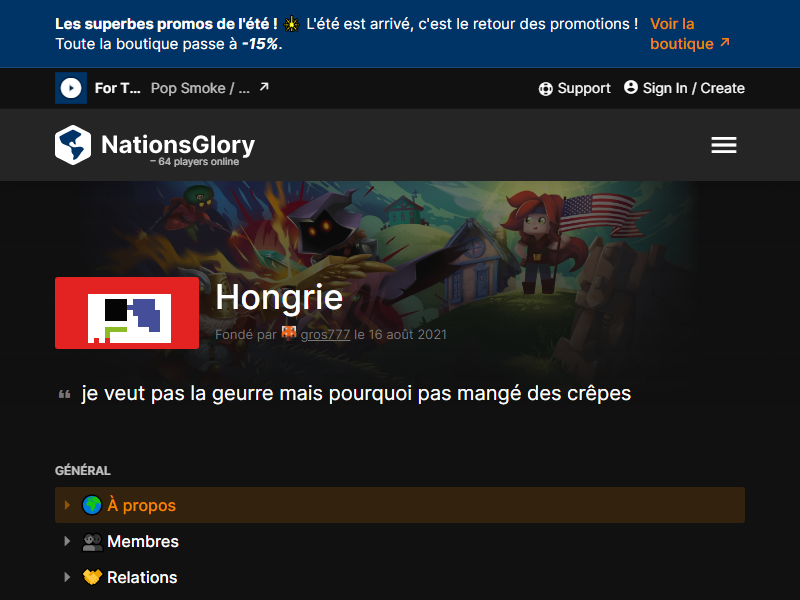 Les superbes promos de l'été ! L'été est arrivé, c'est le retour des promotions !
Toute la boutique passe à -15%.
Voir la
boutique
For T... Pop Smoke / ...
Support
Sign In / Create
NationsGlory
– 64 players online
Hongrie
Fondé par gros777 le 16 août 2021
je veut pas la geurre mais pourquoi pas mangé des crêpes
GÉNÉRAL
À propos
Membres
Relations